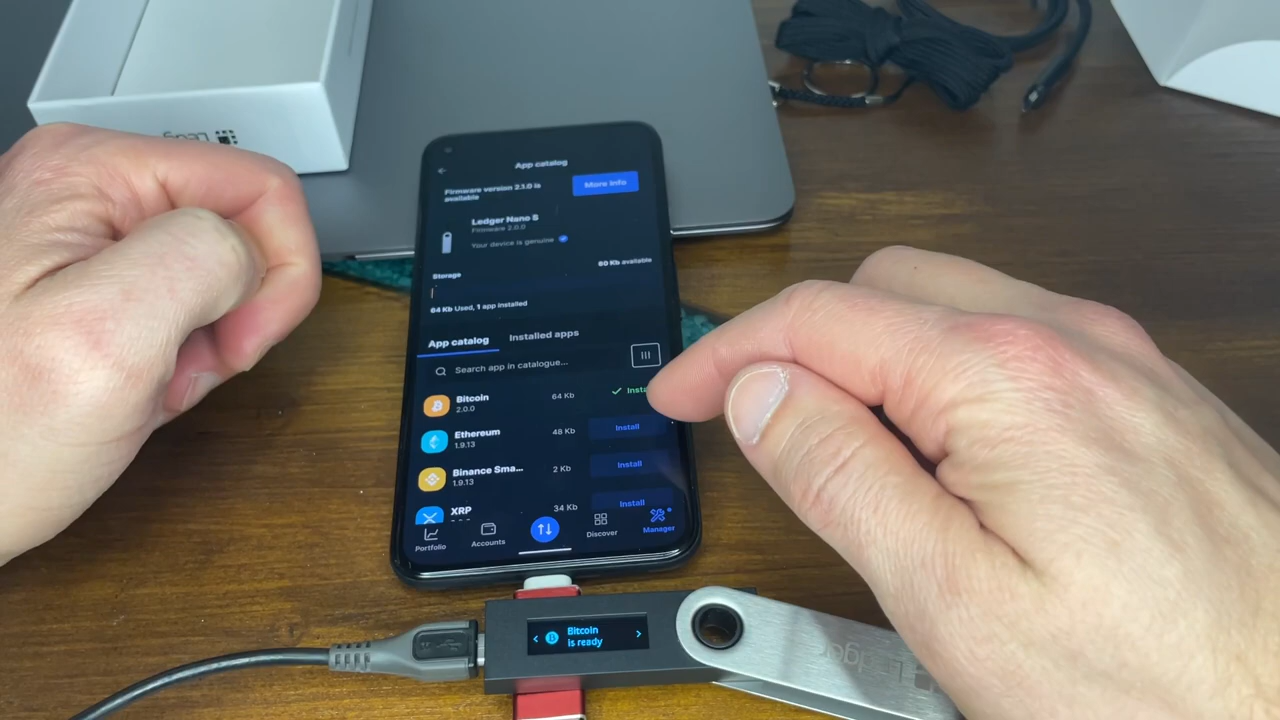 Ledg
App catalog
Firmware version 2.1.0 is
available
More Info
Ledger Nano S
Firmware 2.0.0
Your device is genuine
60 Kb available
Storage
64 Kb Used, 1 app installed
App catalog
Installed apps
Search app in catalogue...
Bitcoin
2.0.0
64 Kb
Insta
Ethereum
1.9.13
48 Kb
Install
Binance Sma...
1.9.13
2 Kb
Install
XRP
34 Kb
Install
Portfolio
Accounts
Discover
Manager
Bitcoin
is ready
Ledger